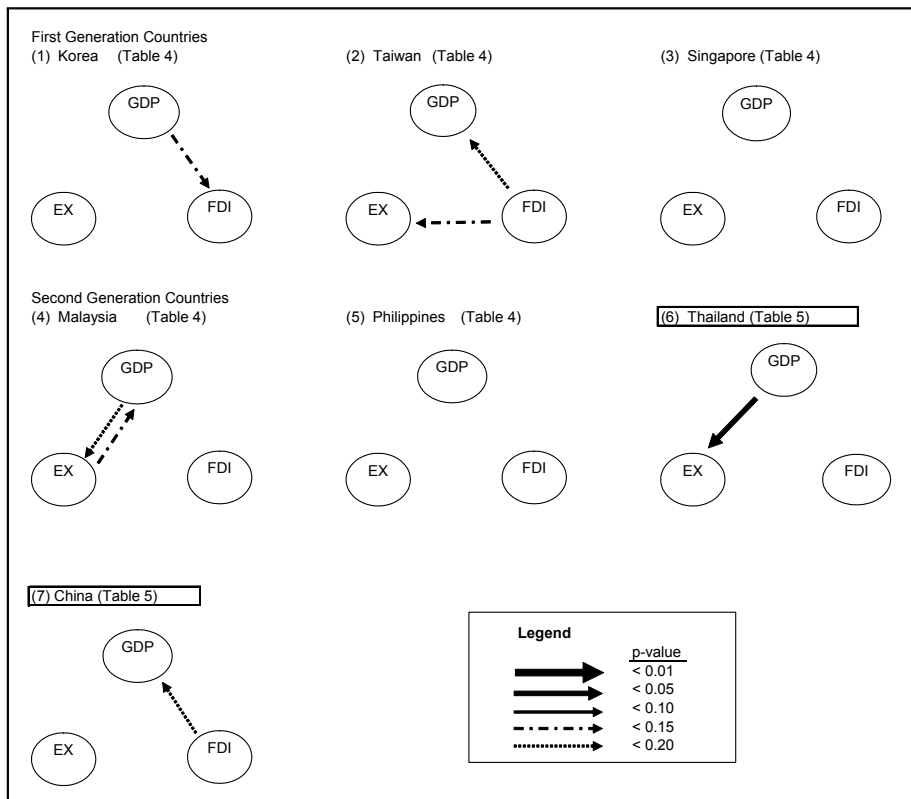 First Generation Countries
(1) Korea (Table 4)
(2) Taiwan (Table 4)
(3) Singapore (Table 4)
GDP
EX
FDI
GDP
EX
FDI
GDP
EX
FDI
Second Generation Countries
(4) Malaysia (Table 4)
(5) Philippines (Table 4)
(6) Thailand (Table 5)
GDP
EX
FDI
GDP
EX
FDI
GDP
EX
FDI
(7) China (Table 5)
GDP
EX
FDI
Legend
p-value
< 0.01
< 0.05
< 0.10
< 0.15
< 0.20